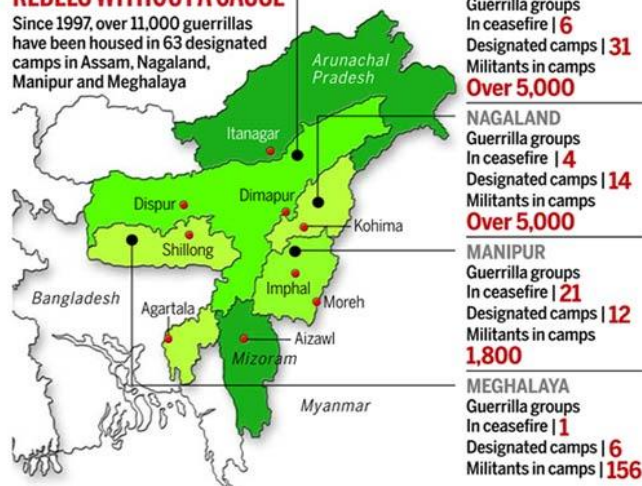 REBELS WITHOUT A CAUSE
Since 1997, over 11,000 guerrillas
have been housed in 63 designated
camps in Assam, Nagaland,
Manipur and Meghalaya
Arunachal
Pradesh
Itanagar
Dispur
Dimapur
Kohima
Shillong
Imphal
Bangladesh
Agartala
Moreh
Aizawl
Mizoram
Myanmar
Guerrilla groups
In ceasefire | 6
Designated camps | 31
Militants in camps
Over 5,000
NAGALAND
Guerrilla groups
In ceasefire | 4
Designated camps | 14
Militants in camps
Over 5,000
MANIPUR
Guerrilla groups
In ceasefire | 21
Designated camps | 12
Militants in camps
1,800
MEGHALAYA
Guerrilla groups
In ceasefire | 1
Designated camps | 6
Militants in camps | 156